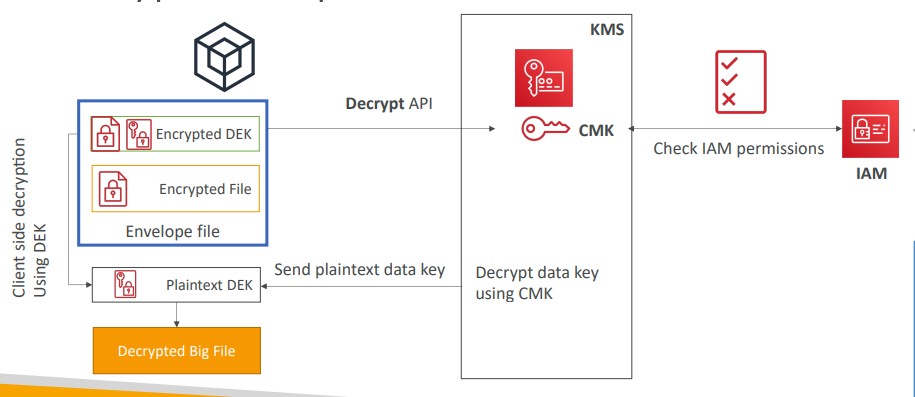 KMS
Decrypt API
CMK
Check IAM permissions
IAM
Encrypted DEK
Encrypted File
Envelope file
Client side decryption
Using DEK
Send plaintext data key
Decrypt data key
using CMK
Plaintext DEK
Decrypted Big File